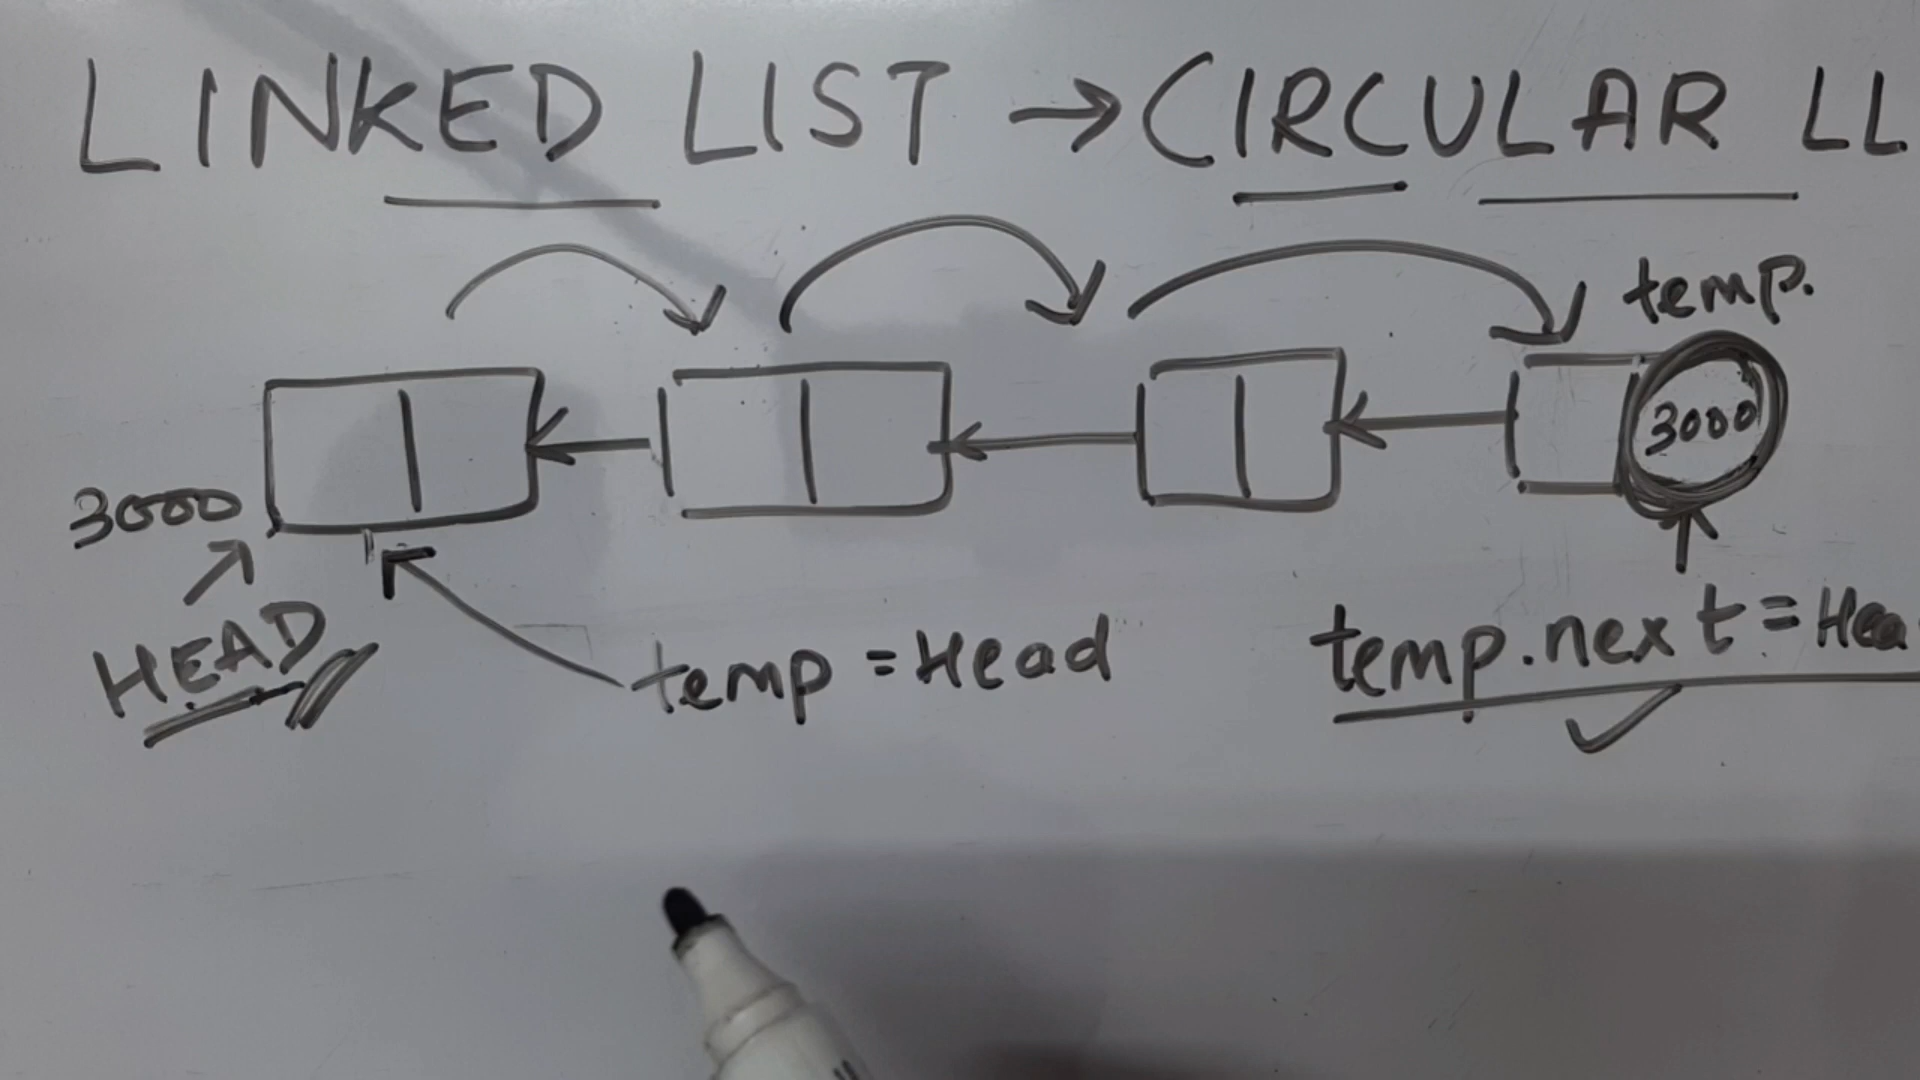 LINKED LIST → CIRCULAR LL
temp.
3000
3000
HEAD
temp = Head
temp.next = Hea